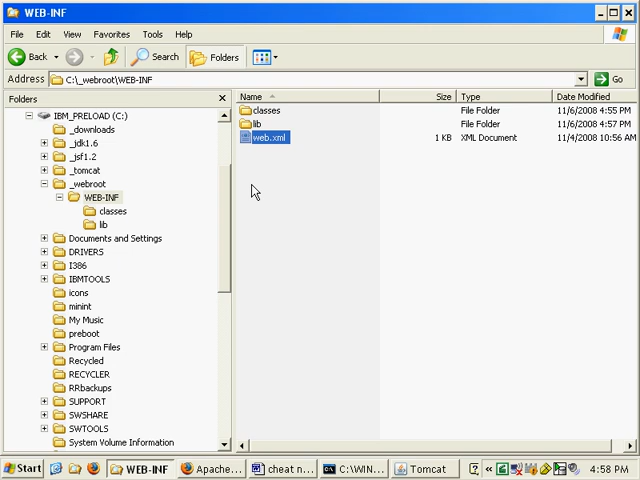 WEB-INF
File Edit View Favorites Tools Help
Back Search Folders
Address C:\_webroot\WEB-INF Go
Folders
Name Size Type Date Modified
IBM_PRELOAD (C:)
_downloads
_jdk1.6
_jsf1.2
_tomcat
_webroot
WEB-INF
classes
lib
Documents and Settings
DRIVERS
I386
IBMTOOLS
icons
minint
My Music
preboot
Program Files
Recycled
RECYCLER
RRbackups
SUPPORT
SWSHARE
SWTOOLS
System Volume Information
classes File Folder 11/6/2008 4:55 PM
lib File Folder 11/6/2008 4:57 PM
web.xml 1 KB XML Document 11/4/2008 10:56 AM
Start WEB-INF Apache... cheat n... C:\WIN... Tomcat 4:58 PM